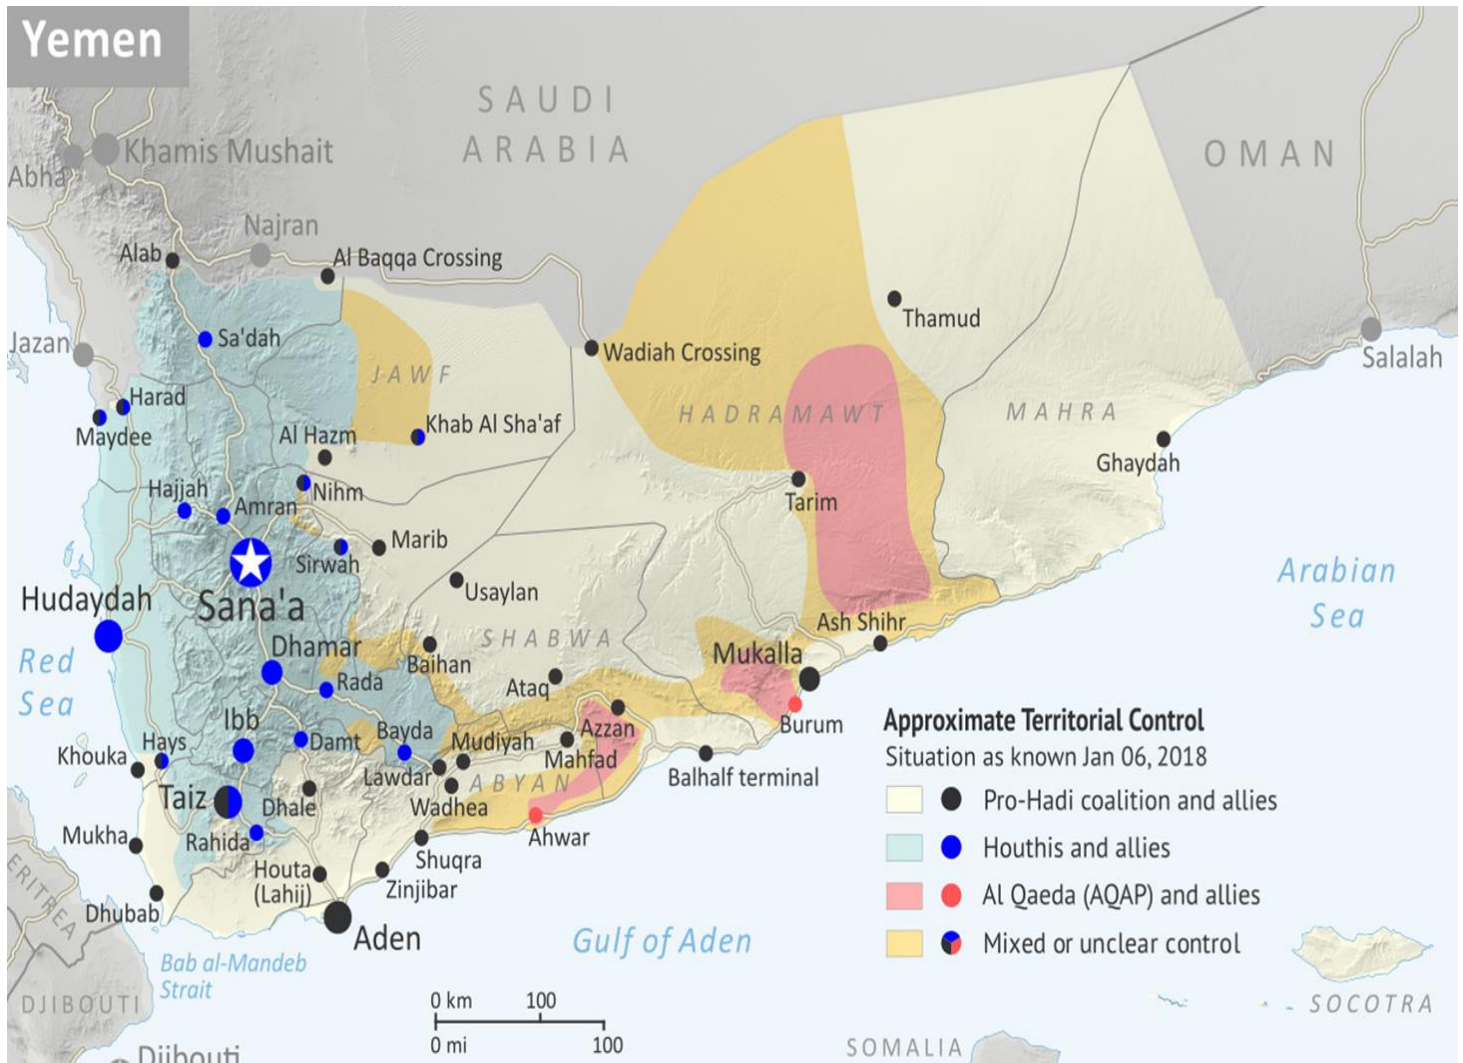 Yemen
SAUDI
ARABIA
OMAN
Khamis Mushait
Abha
Najran
Alab
Al Baqqa Crossing
Thamud
Sa'dah
Jazan
Wadiah Crossing
Salalah
JAWF
Harad
Maydee
HADRAMAWT
MAHRA
Khab Al Sha'af
Al Hazm
Ghaydah
Nihm
Hajjah
Amran
Tarim
Marib
Sirwah
Arabian
Sea
Usaylan
Hudaydah
Sana'a
Ash Shihr
SHABWA
Dhamar
Baihan
Mukalla
Red
Sea
Rada
Ataq
Ibb
Bayda
Azzan
Burum
Hays
Damt
Mudiyah
Khouka
Mahfad
Lawdar
Balhalf terminal
ABYAN
Taiz
Dhale
Wadhea
Mukha
Rahida
Ahwar
Shuqra
Houta
(Lahij)
Zinjibar
ERITREA
Dhubab
Aden
Gulf of Aden
Bab al-Mandeb
Strait
DJIBOUTI
Djibouti
SOMALIA
SOCOTRA
0 km 100
0 mi 100
Approximate Territorial Control
Situation as known Jan 06, 2018
Pro-Hadi coalition and allies
Houthis and allies
Al Qaeda (AQAP) and allies
Mixed or unclear control